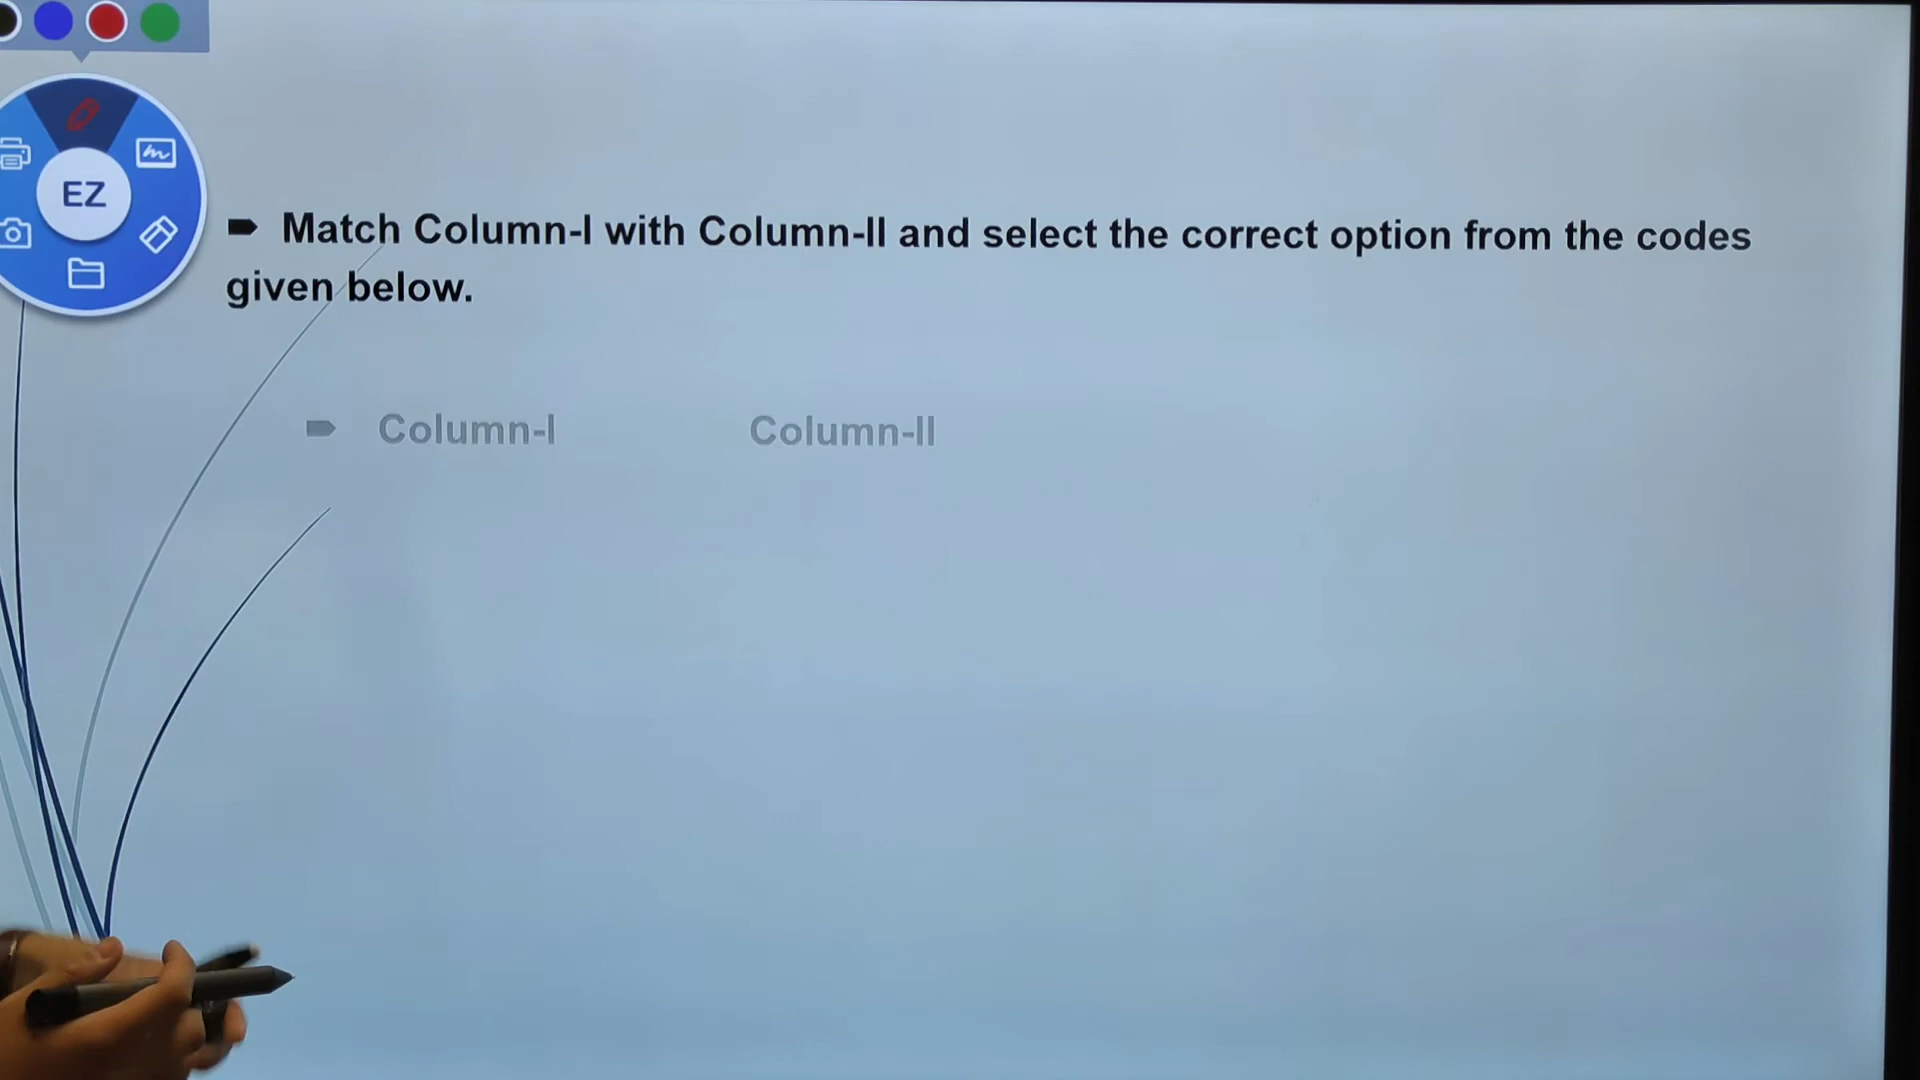 EZ
Match Column-I with Column-II and select the correct option from the codes
given below.
Column-I Column-II